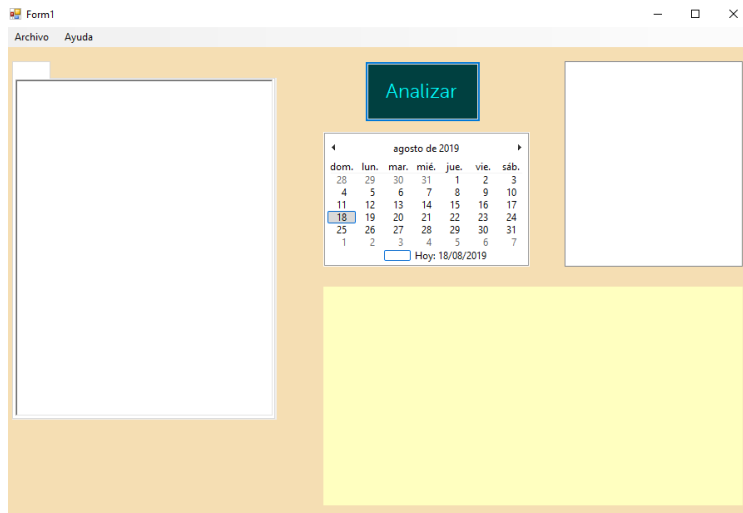 Form1
Archivo Ayuda
Analizar
agosto de 2019
dom. lun. mar. mié. jue. vie. sáb.
28 29 30 31 1 2 3
4 5 6 7 8 9 10
11 12 13 14 15 16 17
18 19 20 21 22 23 24
25 26 27 28 29 30 31
1 2 3 4 5 6 7
Hoy: 18/08/2019